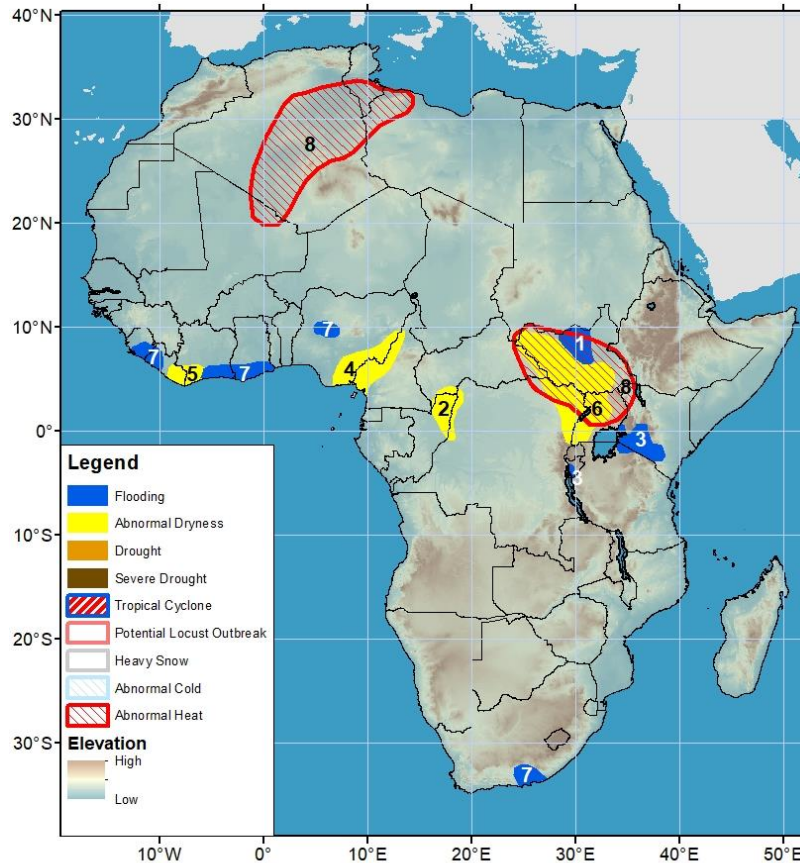 40°N
30°N
20°N
10°N
0°
10°S
20°S
30°S
10°W
0°
10°E
20°E
30°E
40°E
50°E
8
7
1
7
5
7
4
2
8
6
3
3
7
Legend
Flooding
Abnormal Dryness
Drought
Severe Drought
Tropical Cyclone
Potential Locust Outbreak
Heavy Snow
Abnormal Cold
Abnormal Heat
Elevation
High
Low